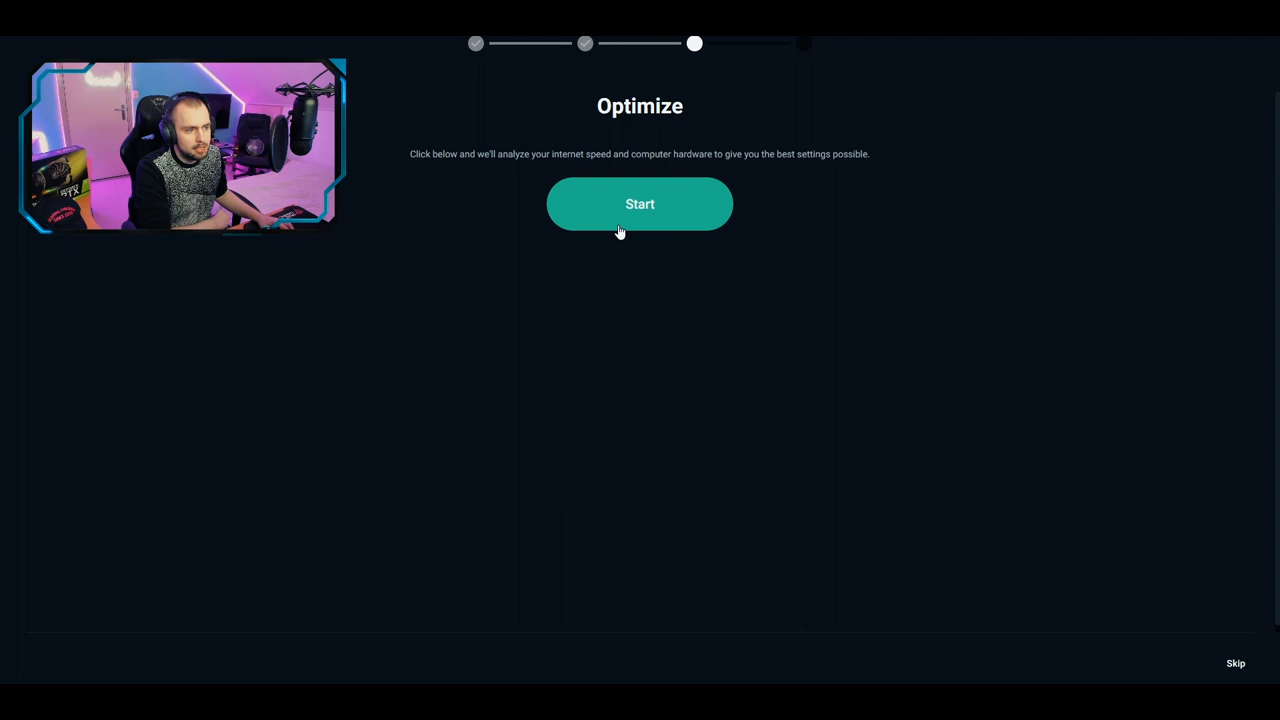 Optimize
Click below and we'll analyze your internet speed and computer hardware to give you the best settings possible.
Start
Skip